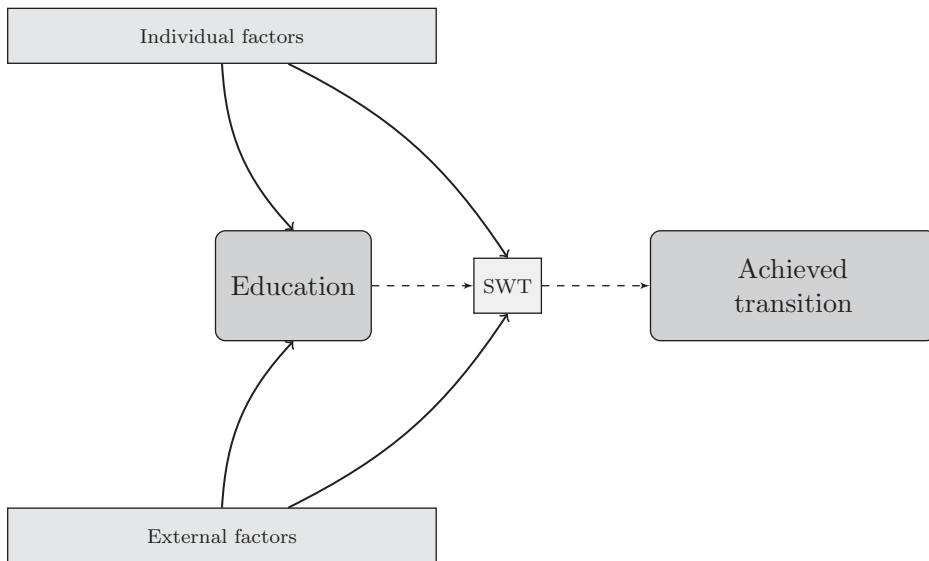 Individual factors
Education
SWT
Achieved
transition
External factors